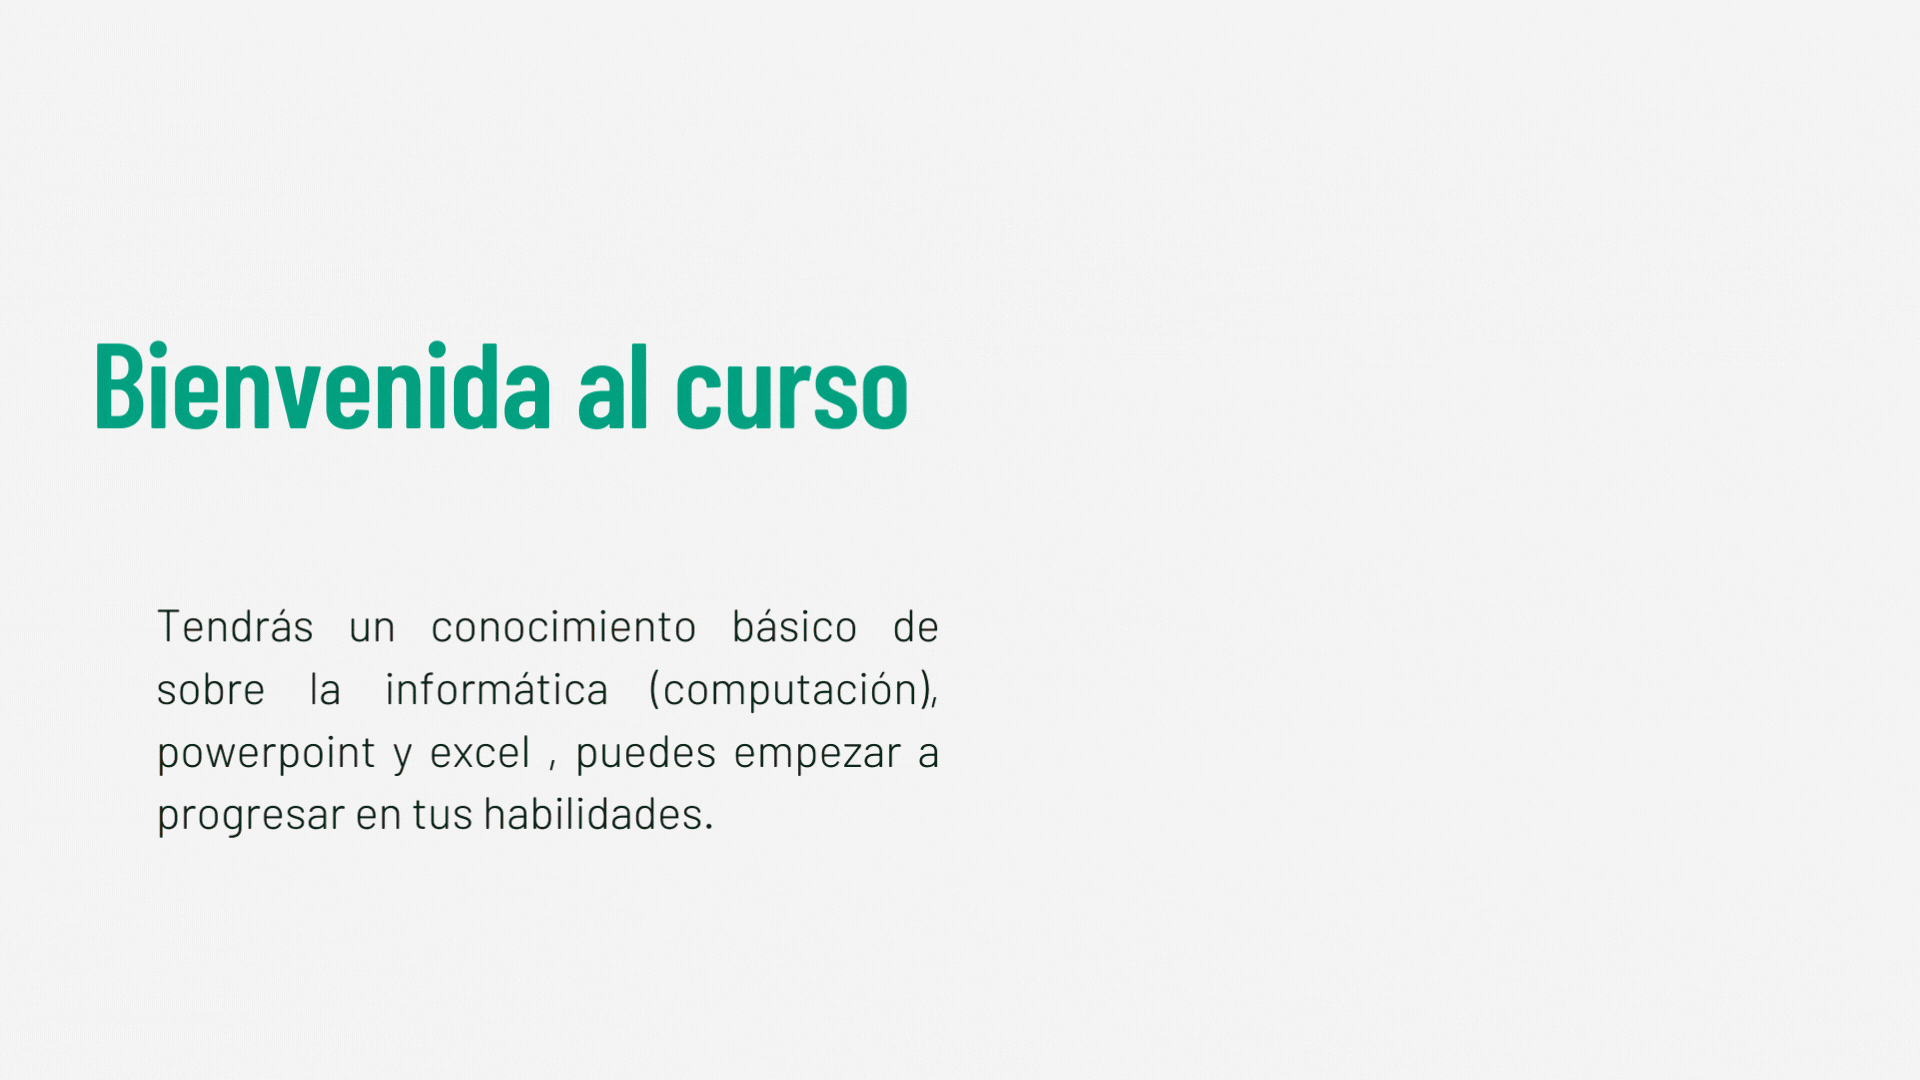 Bienvenida al curso
Tendrás un conocimiento básico de
sobre la informática (computación),
powerpoint y excel , puedes empezar a
progresar en tus habilidades.